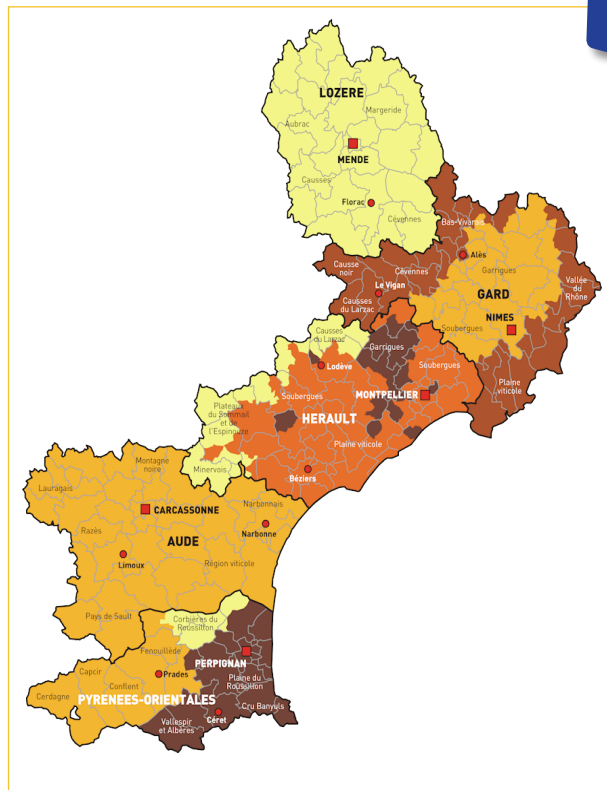 LOZERE
Margeride
Aubrac
MENDE
Causses
Florac
Cévennes
Bas-Vivarais
Alès
Causse
noir
Cévennes
Garrigues
Vallée
du
Rhône
Le Vigan
Causses
du Larzac
GARD
NIMES
Soubergues
Causses
du Larzac
Garrigues
Lodève
Soubergues
Plaine
viticole
Soubergues
MONTPELLIER
Plateaux
du Sommail
et de
l'Espinouze
HERAULT
Plaine viticole
Minervois
Béziers
Montagne
noire
Lauragais
Narbonnais
CARCASSONNE
Narbonne
Razès
AUDE
Limoux
Région viticole
Pays de Sault
Corbières du
Roussillon
Fenouillède
PERPIGNAN
Capcir
Prades
Plaine du
Roussillon
Conflent
Cerdagne
PYRENEES-ORIENTALES
Cru Banyuls
Céret
Vallespir
et Albères